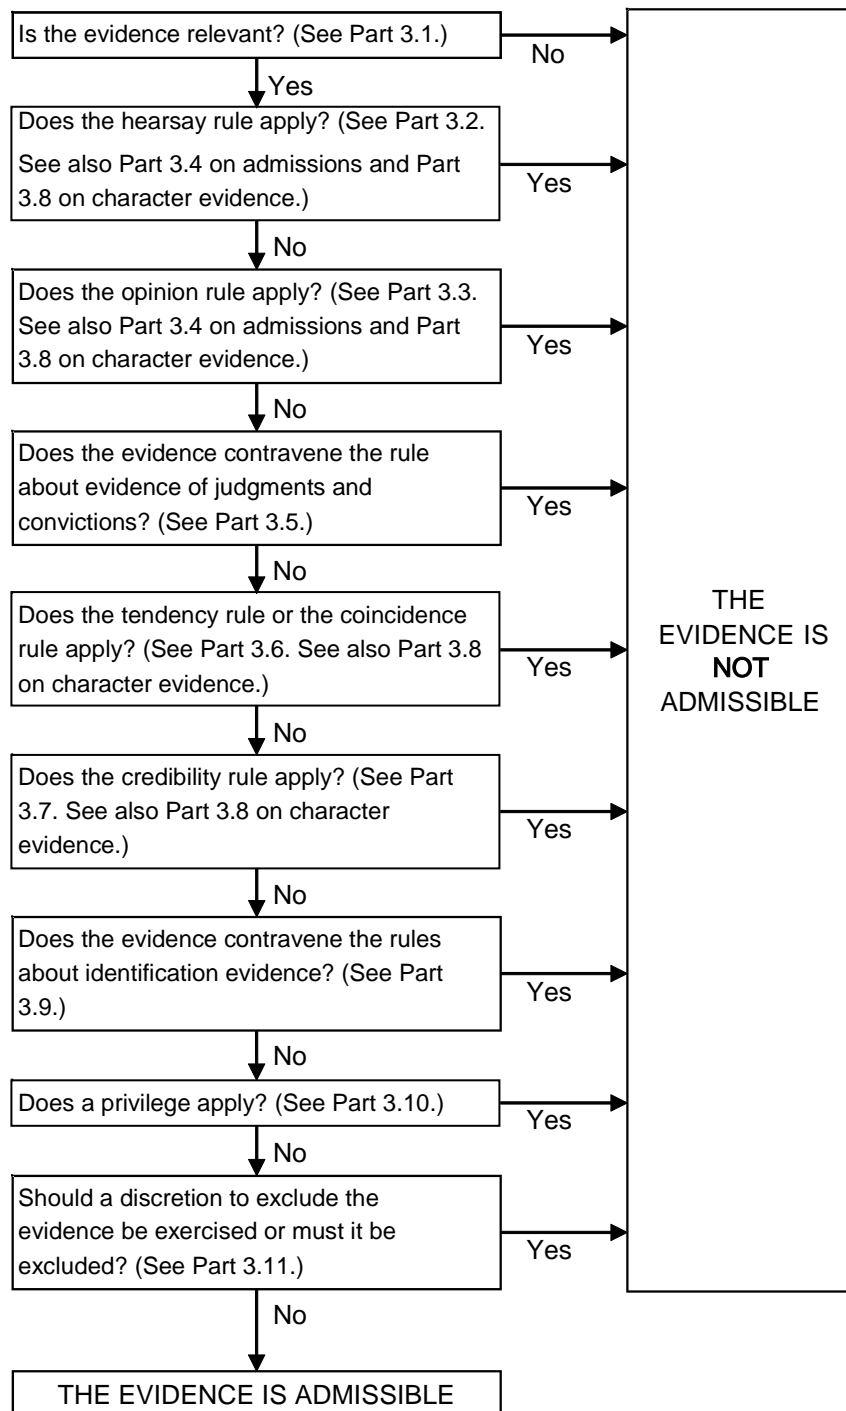 Is the evidence relevant? (See Part 3.1.)
No
Yes
Does the hearsay rule apply? (See Part 3.2.
See also Part 3.4 on admissions and Part
3.8 on character evidence.)
Yes
No
Does the opinion rule apply? (See Part 3.3.
See also Part 3.4 on admissions and Part
3.8 on character evidence.)
Yes
No
Does the evidence contravene the rule
about evidence of judgments and
convictions? (See Part 3.5.)
Yes
No
Does the tendency rule or the coincidence
rule apply? (See Part 3.6. See also Part 3.8
on character evidence.)
Yes
No
Does the credibility rule apply? (See Part
3.7. See also Part 3.8 on character
evidence.)
Yes
No
Does the evidence contravene the rules
about identification evidence? (See Part
3.9.)
Yes
No
Does a privilege apply? (See Part 3.10.)
Yes
No
Should a discretion to exclude the
evidence be exercised or must it be
excluded? (See Part 3.11.)
Yes
No
THE EVIDENCE IS ADMISSIBLE
THE
EVIDENCE IS
NOT
ADMISSIBLE